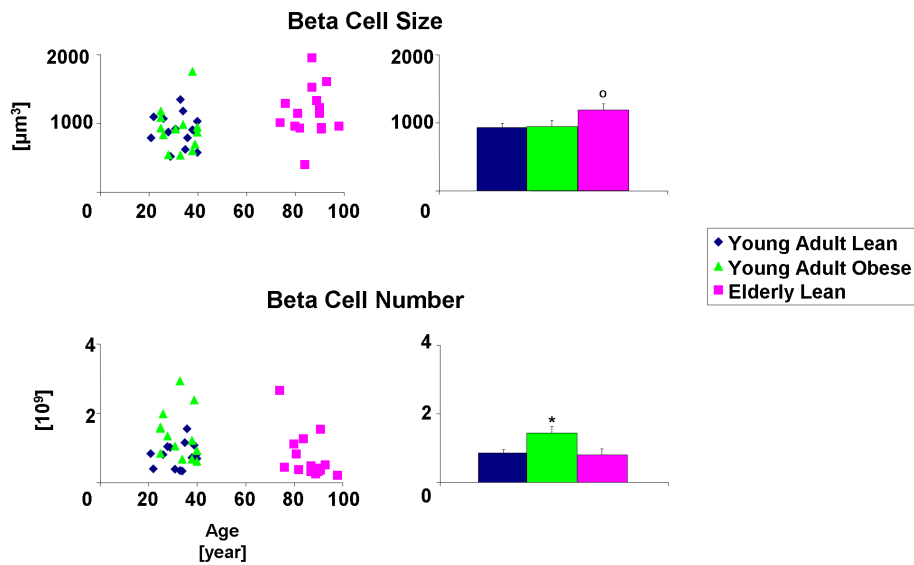 Beta Cell Size
2000
1000
0
[µm³]
20 40 60 80 100
2000
1000
0
o
Young Adult Lean
Young Adult Obese
Elderly Lean
Beta Cell Number
4
2
0
[10⁹]
20 40 60 80 100
Age
[year]
4
2
0
*